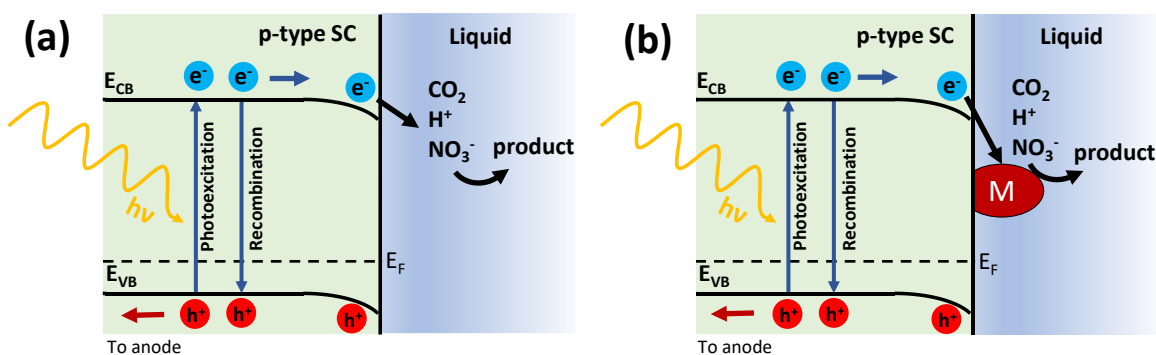 (a)
p-type SC
Liquid
E_CB
e⁻
e⁻
e⁻
CO₂
H⁺
NO₃⁻
product
Photoexcitation
Recombination
hν
E_F
E_VB
h⁺
h⁺
h⁺
To anode
(b)
p-type SC
Liquid
E_CB
e⁻
e⁻
e⁻
CO₂
H⁺
NO₃⁻
product
M
Photoexcitation
Recombination
hν
E_F
E_VB
h⁺
h⁺
h⁺
To anode